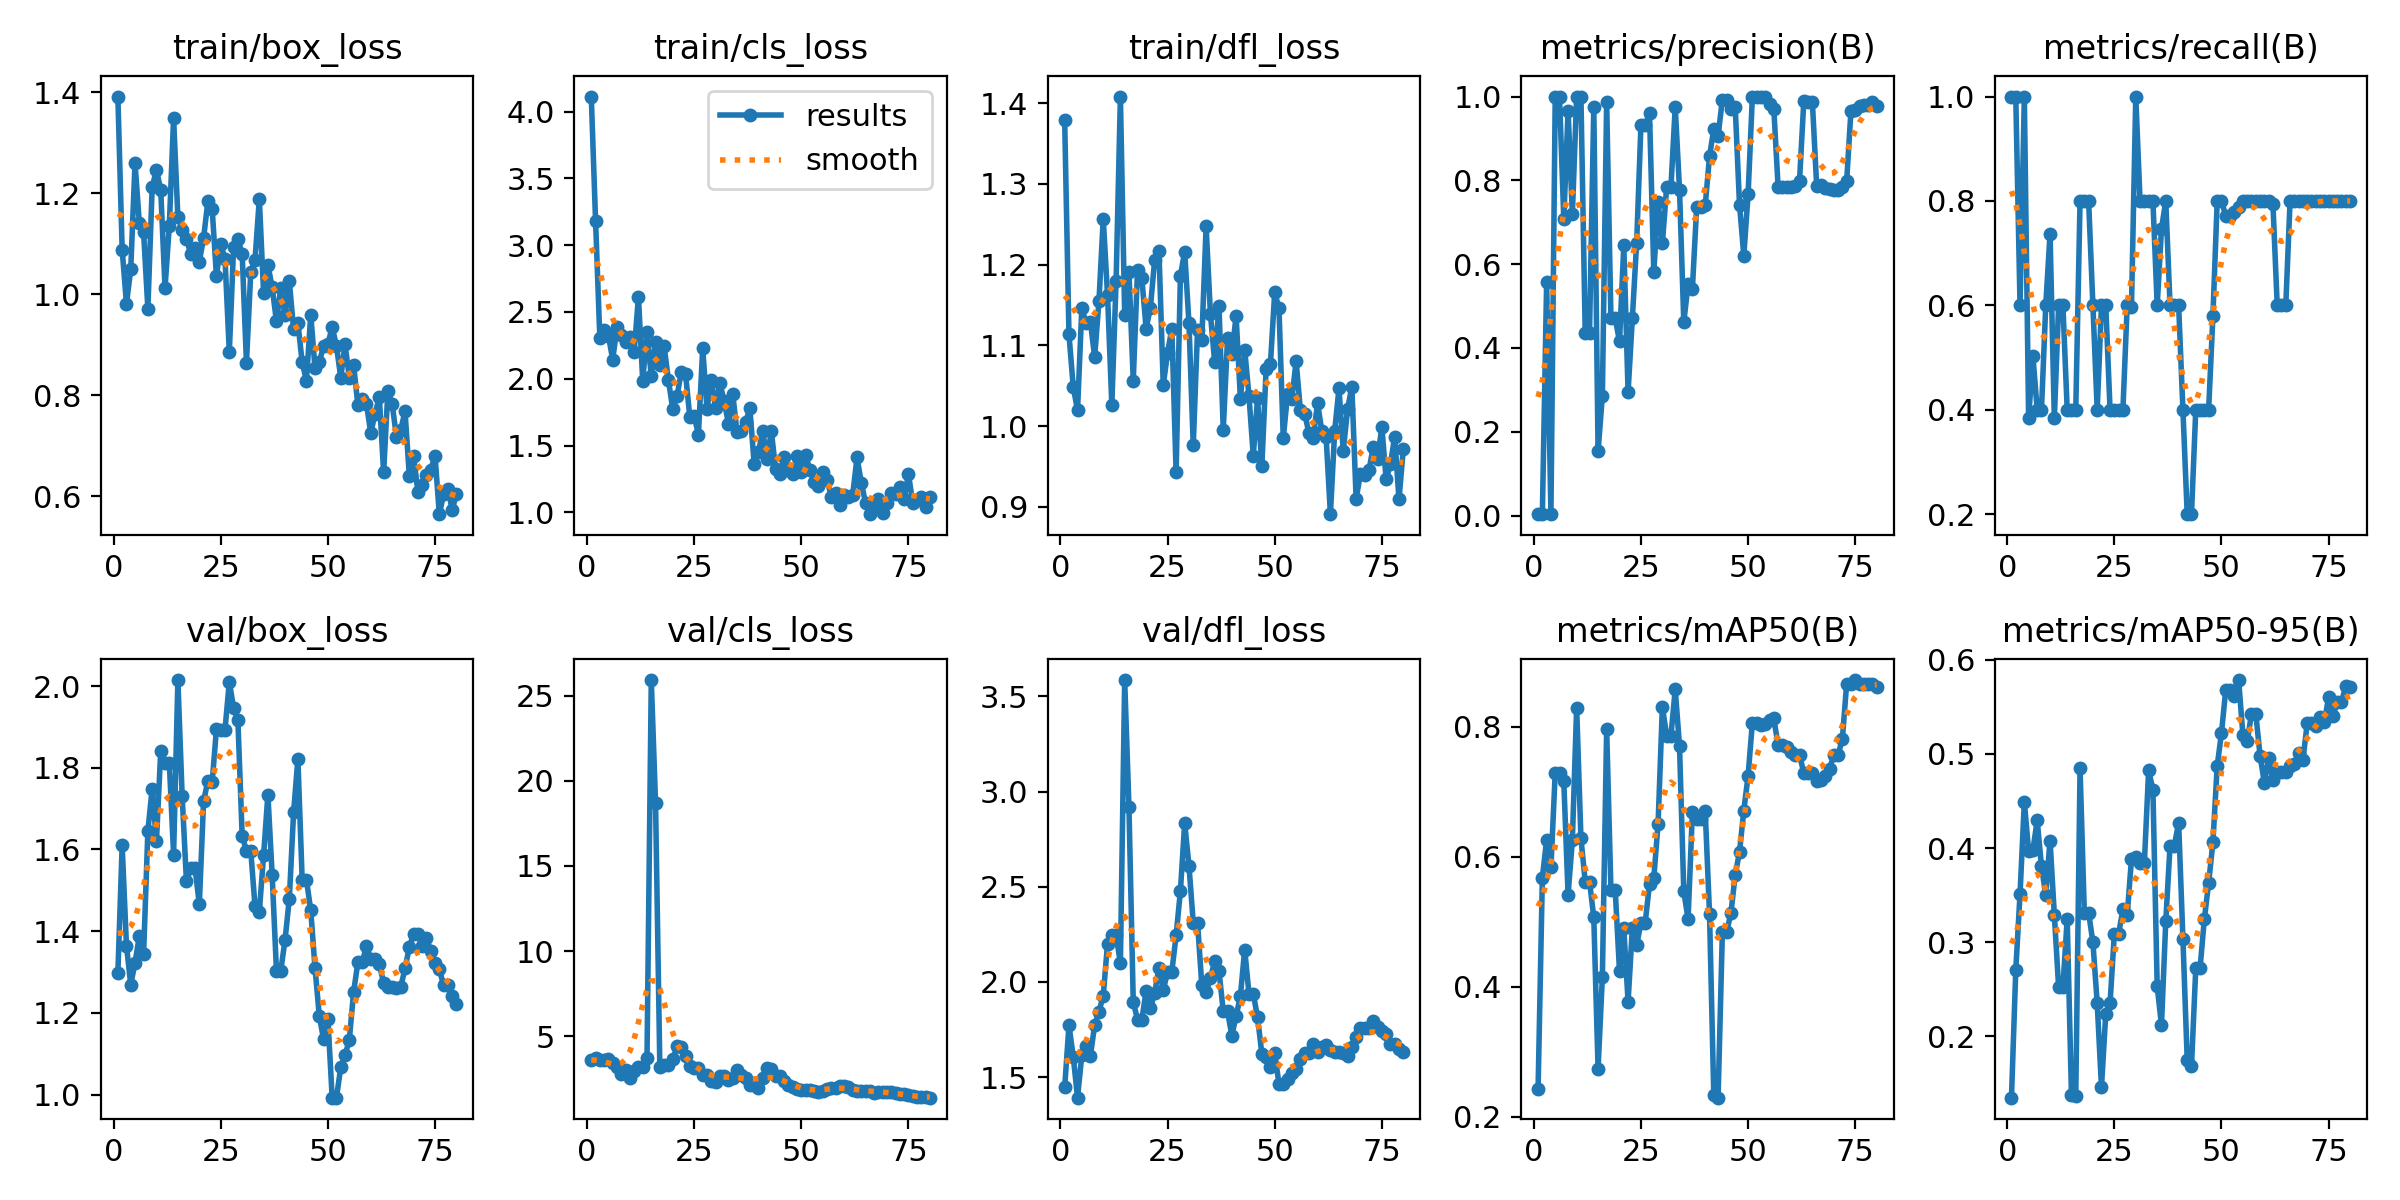 train/box_loss
train/cls_loss
train/dfl_loss
metrics/precision(B)
metrics/recall(B)
1.4
1.2
1.0
0.8
0.6
0 25 50 75
4.0
3.5
3.0
2.5
2.0
1.5
1.0
0 25 50 75
results
smooth
1.4
1.3
1.2
1.1
1.0
0.9
0 25 50 75
1.0
0.8
0.6
0.4
0.2
0.0
0 25 50 75
1.0
0.8
0.6
0.4
0.2
0 25 50 75
val/box_loss
val/cls_loss
val/dfl_loss
metrics/mAP50(B)
metrics/mAP50-95(B)
2.0
1.8
1.6
1.4
1.2
1.0
0 25 50 75
25
20
15
10
5
0 25 50 75
3.5
3.0
2.5
2.0
1.5
0 25 50 75
0.8
0.6
0.4
0.2
0 25 50 75
0.6
0.5
0.4
0.3
0.2
0 25 50 75